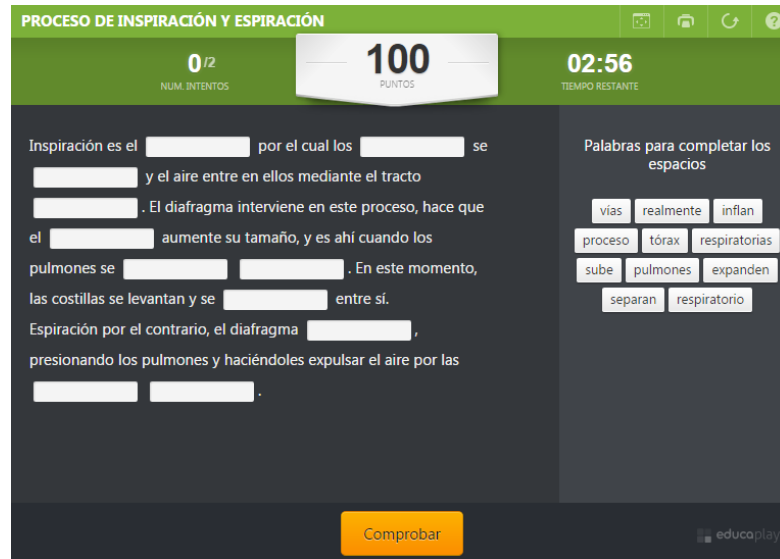 PROCESO DE INSPIRACIÓN Y ESPIRACIÓN
0/2
NUM. INTENTOS
100
PUNTOS
02:56
TIEMPO RESTANTE
Inspiración es el por el cual los se
y el aire entre en ellos mediante el tracto
. El diafragma interviene en este proceso, hace que
el aumente su tamaño, y es ahí cuando los
pulmones se . En este momento,
las costillas se levantan y se entre sí.
Espiración por el contrario, el diafragma ,
presionando los pulmones y haciéndoles expulsar el aire por las
.
Palabras para completar los
espacios
vías realmente inflan
proceso tórax respiratorias
sube pulmones expanden
separan respiratorio
Comprobar
educaplay